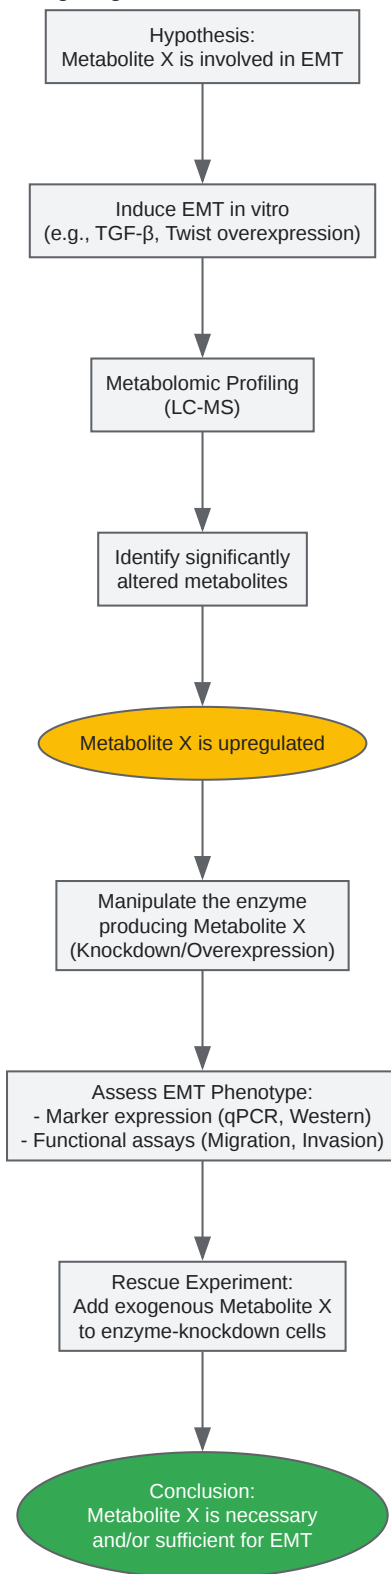 Hypothesis:
Metabolite X is involved in EMT
Induce EMT in vitro
(e.g., TGF-β, Twist overexpression)
Metabolomic Profiling
(LC-MS)
Identify significantly
altered metabolites
Metabolite X is upregulated
Manipulate the enzyme
producing Metabolite X
(Knockdown/Overexpression)
Assess EMT Phenotype:
- Marker expression (qPCR, Western)
- Functional assays (Migration, Invasion)
Rescue Experiment:
Add exogenous Metabolite X
to enzyme-knockdown cells
Conclusion:
Metabolite X is necessary
and/or sufficient for EMT